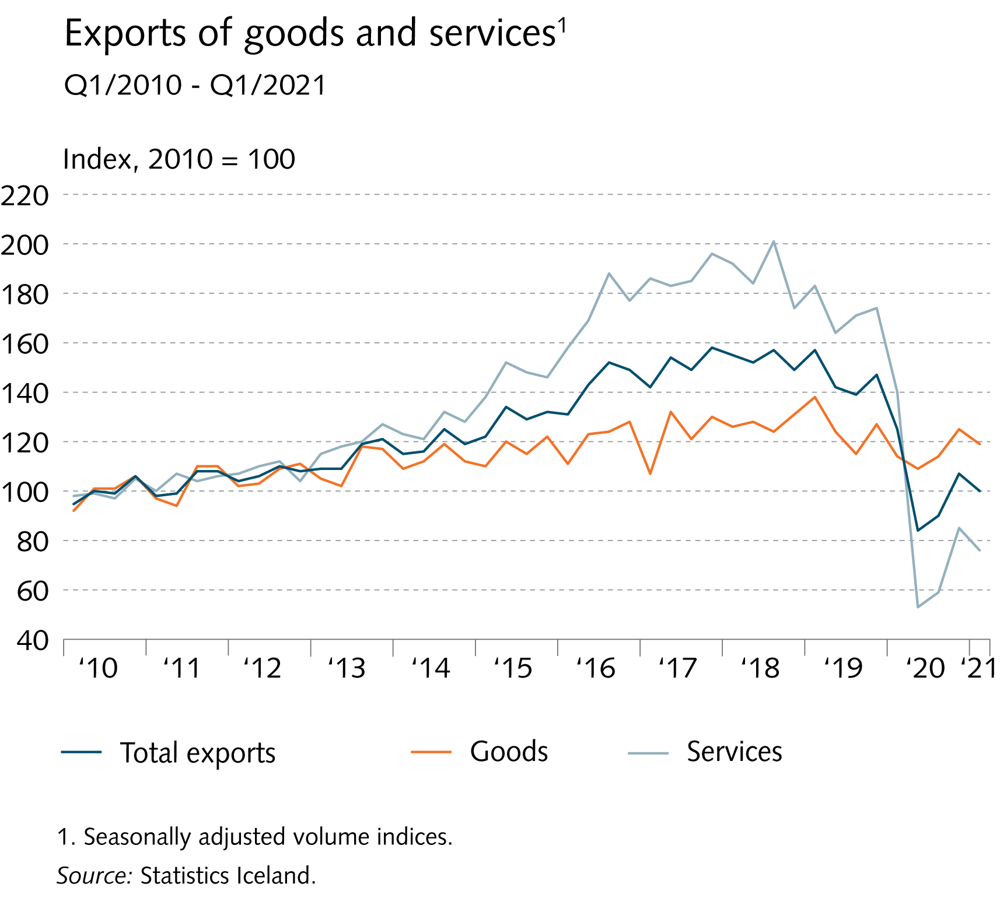 Exports of goods and services¹
Q1/2010 - Q1/2021
Index, 2010 = 100
220
200
180
160
140
120
100
80
60
40
‘10 ‘11 ‘12 ‘13 ‘14 ‘15 ‘16 ‘17 ‘18 ‘19 ‘20 ‘21
Total exports Goods Services
1. Seasonally adjusted volume indices.
Source: Statistics Iceland.